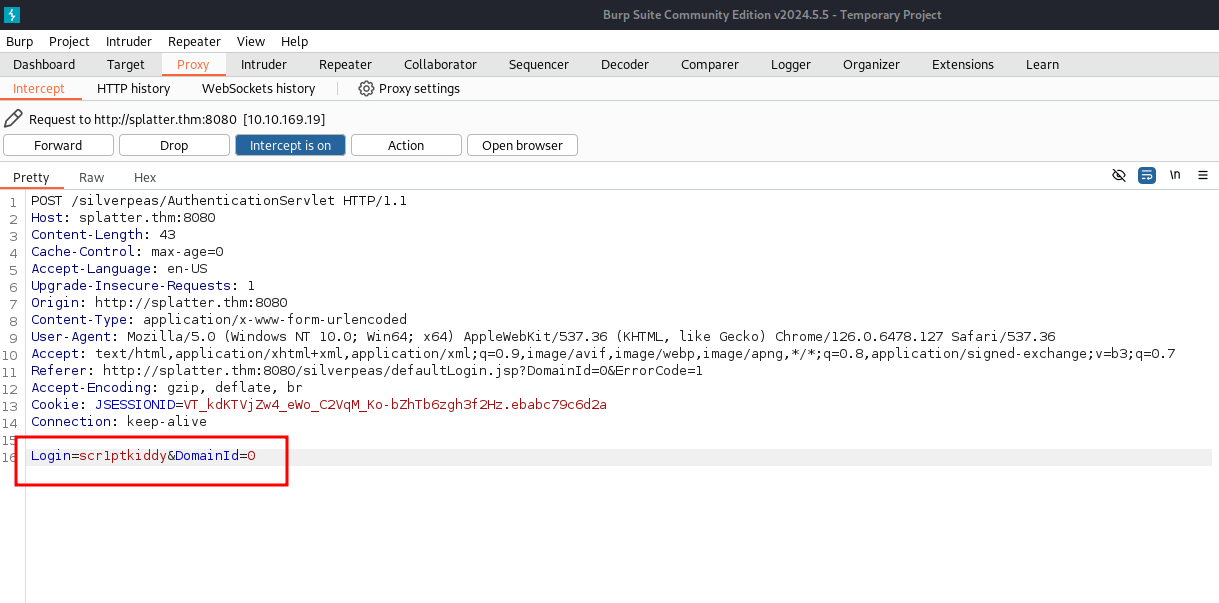 Burp Suite Community Edition v2024.5.5 - Temporary Project
Burp Project Intruder Repeater View Help
Dashboard Target Proxy Intruder Repeater Collaborator Sequencer Decoder Comparer Logger Organizer Extensions Learn
Intercept HTTP history WebSockets history Proxy settings
Request to http://splatter.thm:8080 [10.10.169.19]
Forward Drop Intercept is on Action Open browser
Pretty Raw Hex \n
1 POST /silverpeas/AuthenticationServlet HTTP/1.1
2 Host: splatter.thm:8080
3 Content-Length: 43
4 Cache-Control: max-age=0
5 Accept-Language: en-US
6 Upgrade-Insecure-Requests: 1
7 Origin: http://splatter.thm:8080
8 Content-Type: application/x-www-form-urlencoded
9 User-Agent: Mozilla/5.0 (Windows NT 10.0; Win64; x64) AppleWebKit/537.36 (KHTML, like Gecko) Chrome/126.0.6478.127 Safari/537.36
10 Accept: text/html,application/xhtml+xml,application/xml;q=0.9,image/avif,image/webp,image/apng,*/*;q=0.8,application/signed-exchange;v=b3;q=0.7
11 Referer: http://splatter.thm:8080/silverpeas/defaultLogin.jsp?DomainId=0&ErrorCode=1
12 Accept-Encoding: gzip, deflate, br
13 Cookie: JSESSIONID=VT_kdKTVjZw4_eWo_C2VqM_Ko-bZhTb6zgh3f2Hz.ebabc79c6d2a
14 Connection: keep-alive
15
16 Login=scr1ptkiddy&DomainId=0